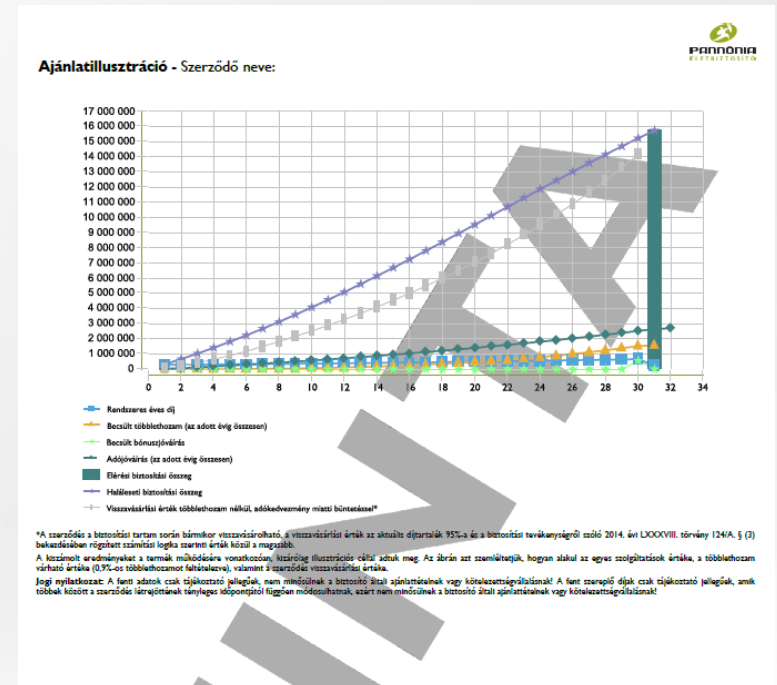 PANNÓNIA
ÉLETBIZTOSÍTÓ
Ajánlatillusztráció - Szerződő neve:
17 000 000
16 000 000
15 000 000
14 000 000
13 000 000
12 000 000
11 000 000
10 000 000
9 000 000
8 000 000
7 000 000
6 000 000
5 000 000
4 000 000
3 000 000
2 000 000
1 000 000
0
0 2 4 6 8 10 12 14 16 18 20 22 24 26 28 30 32 34
Rendszeres éves díj
Becsült többlethozam (az adott évig összesen)
Becsült bónuszjóváírás
Adójóváírás (az adott évig összesen)
Elérési biztosítási összeg
Haláleseti biztosítási összeg
Visszavásárlási érték többlethozam nélkül, adókedvezmény miatti büntetéssel*
*A szerződés a biztosítási tartam során bármikor visszavásárolható, a visszavásárlási érték az aktuális díjtartalék 95%-a és a biztosítási tevékenységről szóló 2014. évi LXXXVIII. törvény 124/A. § (3)
bekezdésében rögzített számítási logika szerinti érték közül a magasabb.
A kiszámolt eredményeket a termék működésére vonatkozóan, kizárólag illusztrációs céllal adtuk meg. Az ábrán azt szemléltetjük, hogyan alakul az egyes szolgáltatások értéke, a többlethozam
várható értéke (0,9%-os többlethozamot feltételezve), valamint a szerződés visszavásárlási értéke.
Jogi nyilatkozat: A fenti adatok csak tájékoztató jellegűek, nem minősülnek a biztosító általi ajánlattételnek vagy kötelezettségvállalásnak! A fent szereplő díjak csak tájékoztató jellegűek, amik
többek között a szerződés létrejöttének tényleges időpontjától függően módosulhatnak, ezért nem minősülnek a biztosító általi ajánlattételnek vagy kötelezettségvállalásnak!